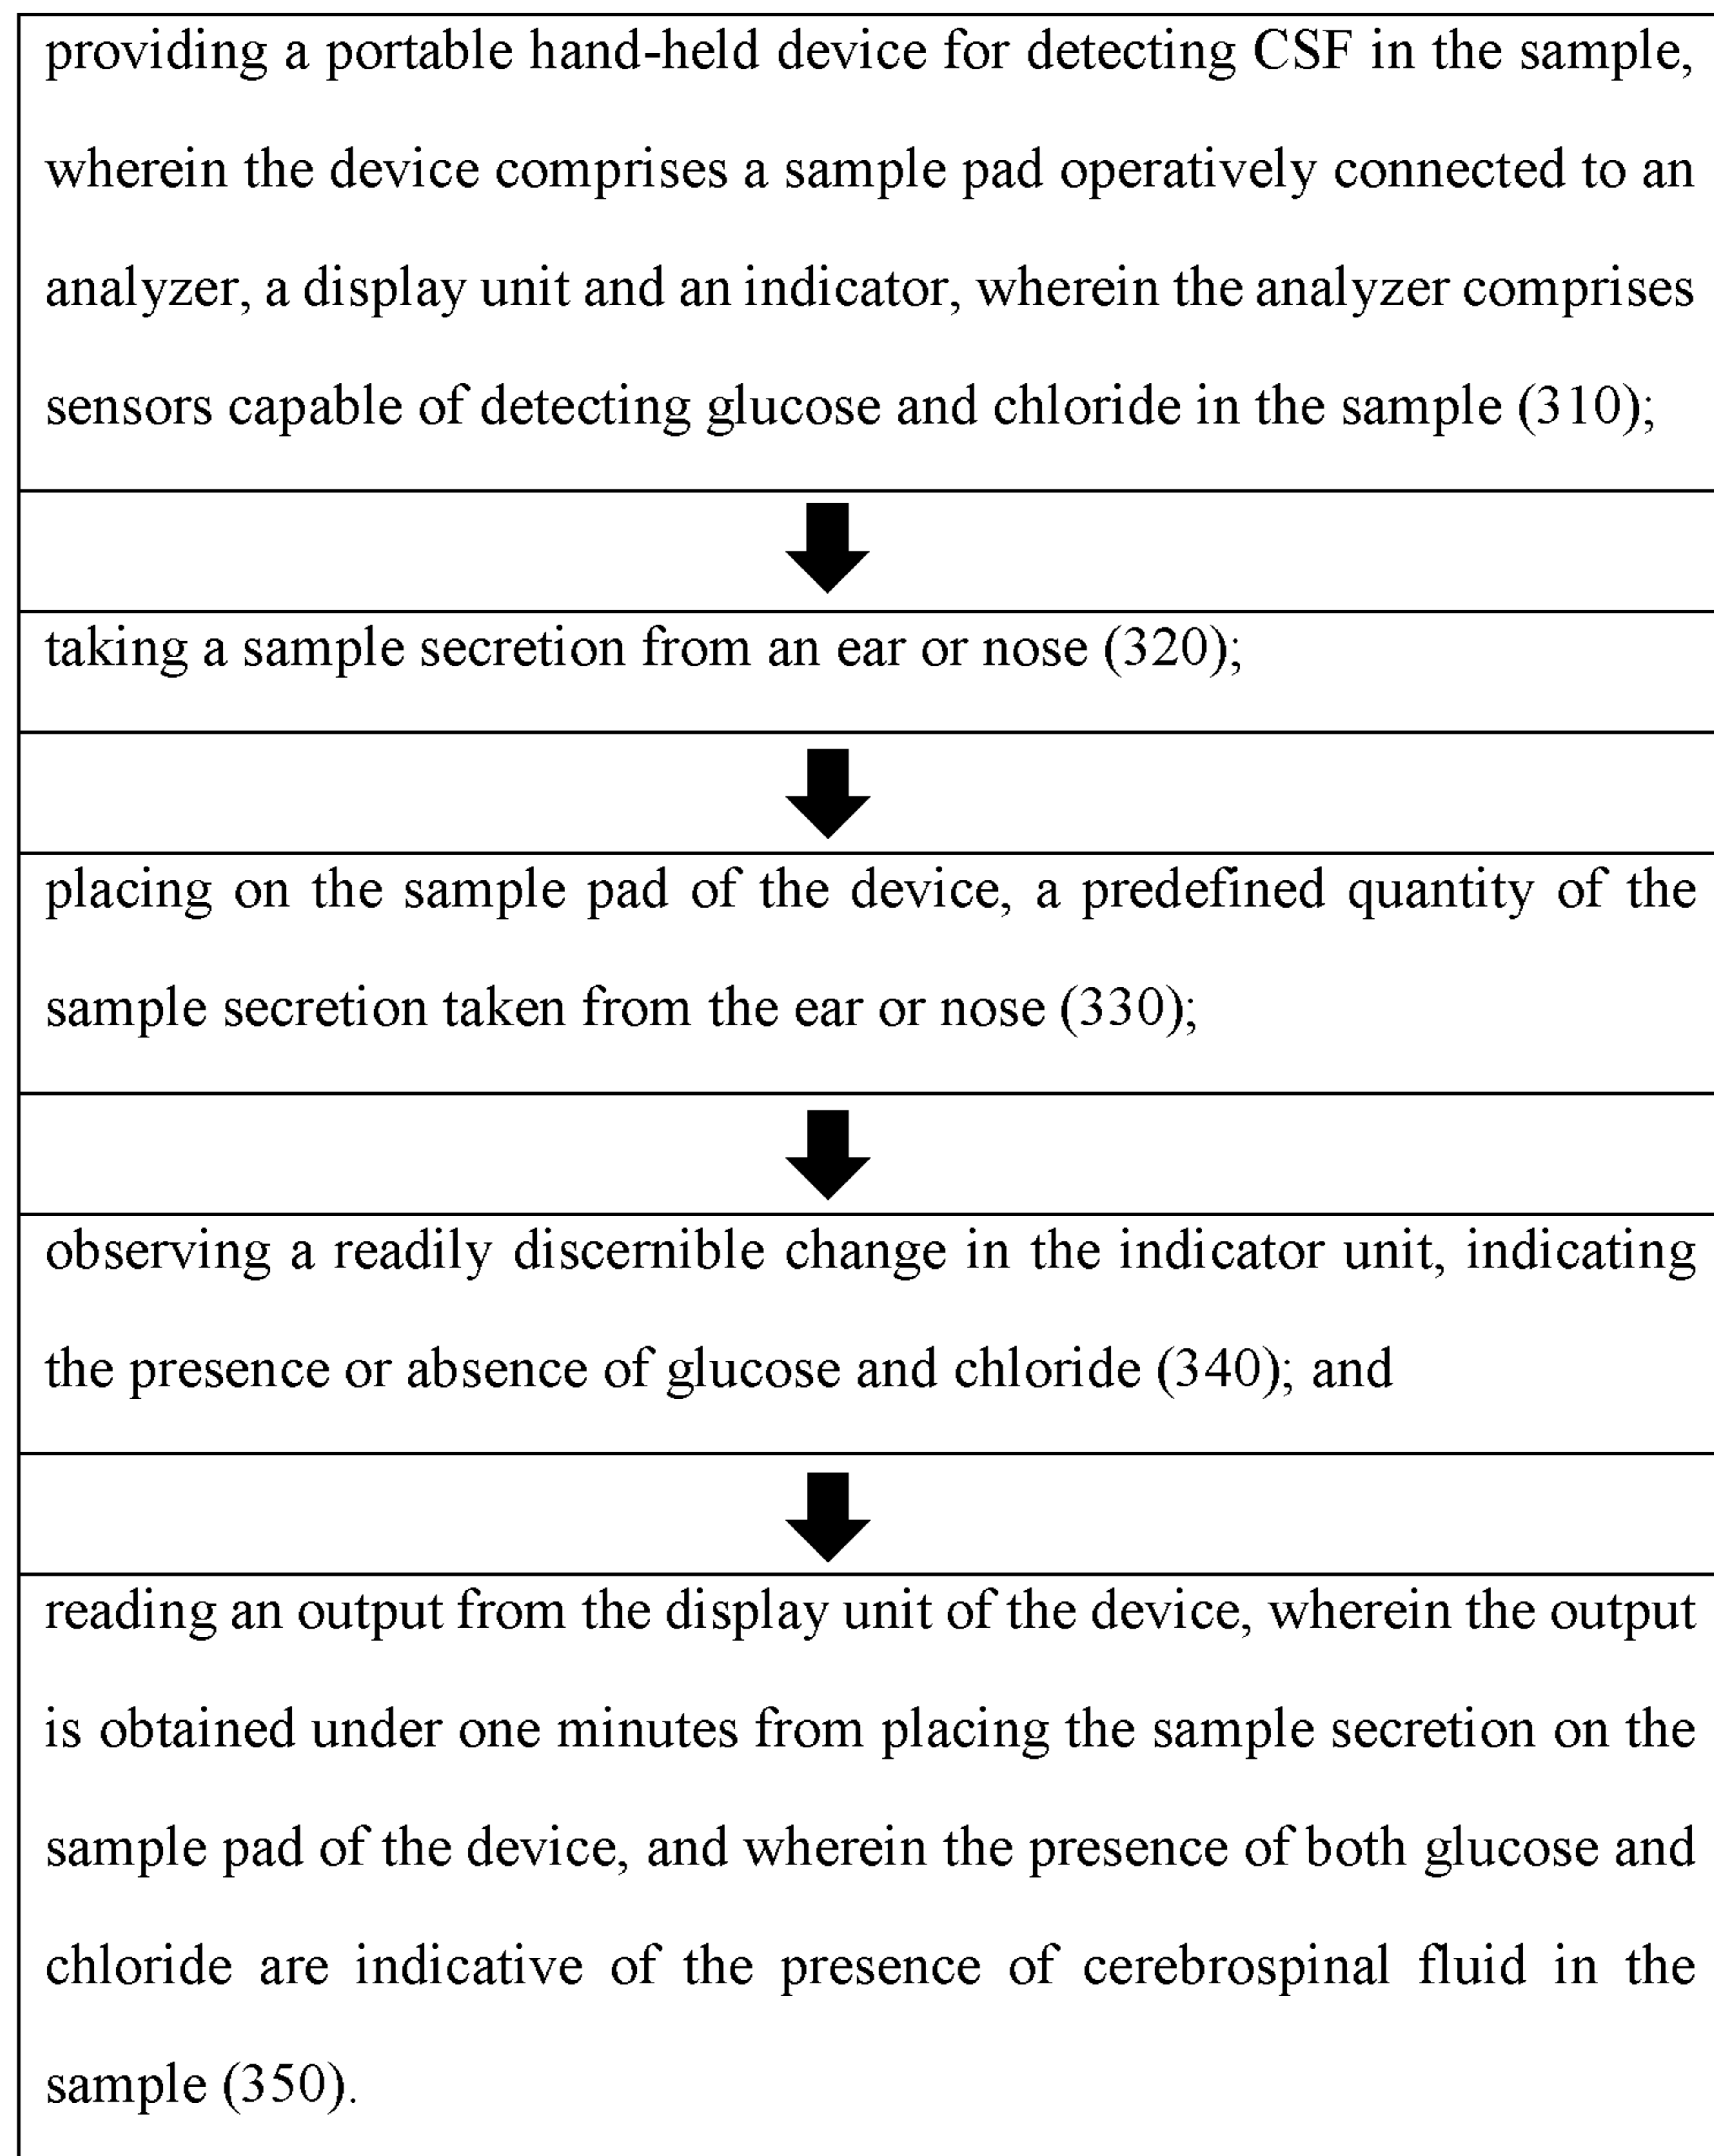 providing a portable hand-held device for detecting CSF in the sample,
wherein the device comprises a sample pad operatively connected to an
analyzer, a display unit and an indicator, wherein the analyzer comprises
sensors capable of detecting glucose and chloride in the sample (310);
taking a sample secretion from an ear or nose (320);
placing on the sample pad of the device, a predefined quantity of the
sample secretion taken from the ear or nose (330);
observing a readily discernible change in the indicator unit, indicating
the presence or absence of glucose and chloride (340); and
reading an output from the display unit of the device, wherein the output
is obtained under one minutes from placing the sample secretion on the
sample pad of the device, and wherein the presence of both glucose and
chloride are indicative of the presence of cerebrospinal fluid in the
sample (350).